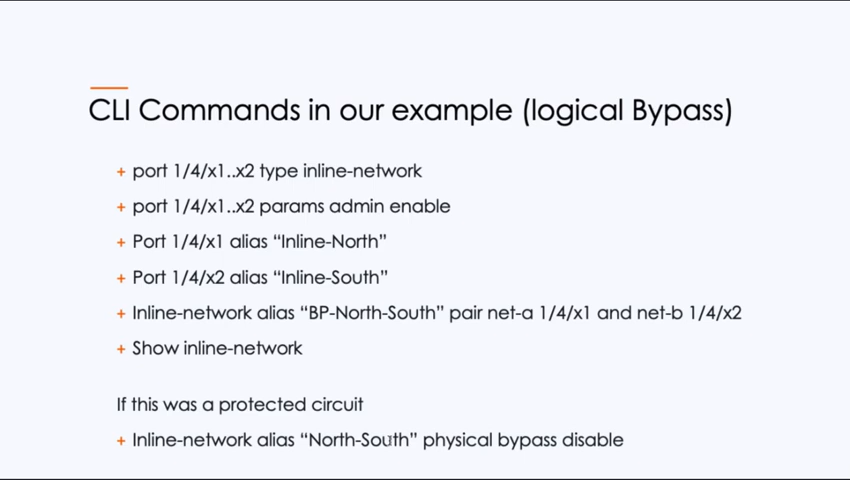 CLI Commands in our example (logical Bypass)
+ port 1/4/x1..x2 type inline-network
+ port 1/4/x1..x2 params admin enable
+ Port 1/4/x1 alias “Inline-North”
+ Port 1/4/x2 alias “Inline-South”
+ Inline-network alias “BP-North-South” pair net-a 1/4/x1 and net-b 1/4/x2
+ Show inline-network
If this was a protected circuit
+ Inline-network alias “North-South” physical bypass disable